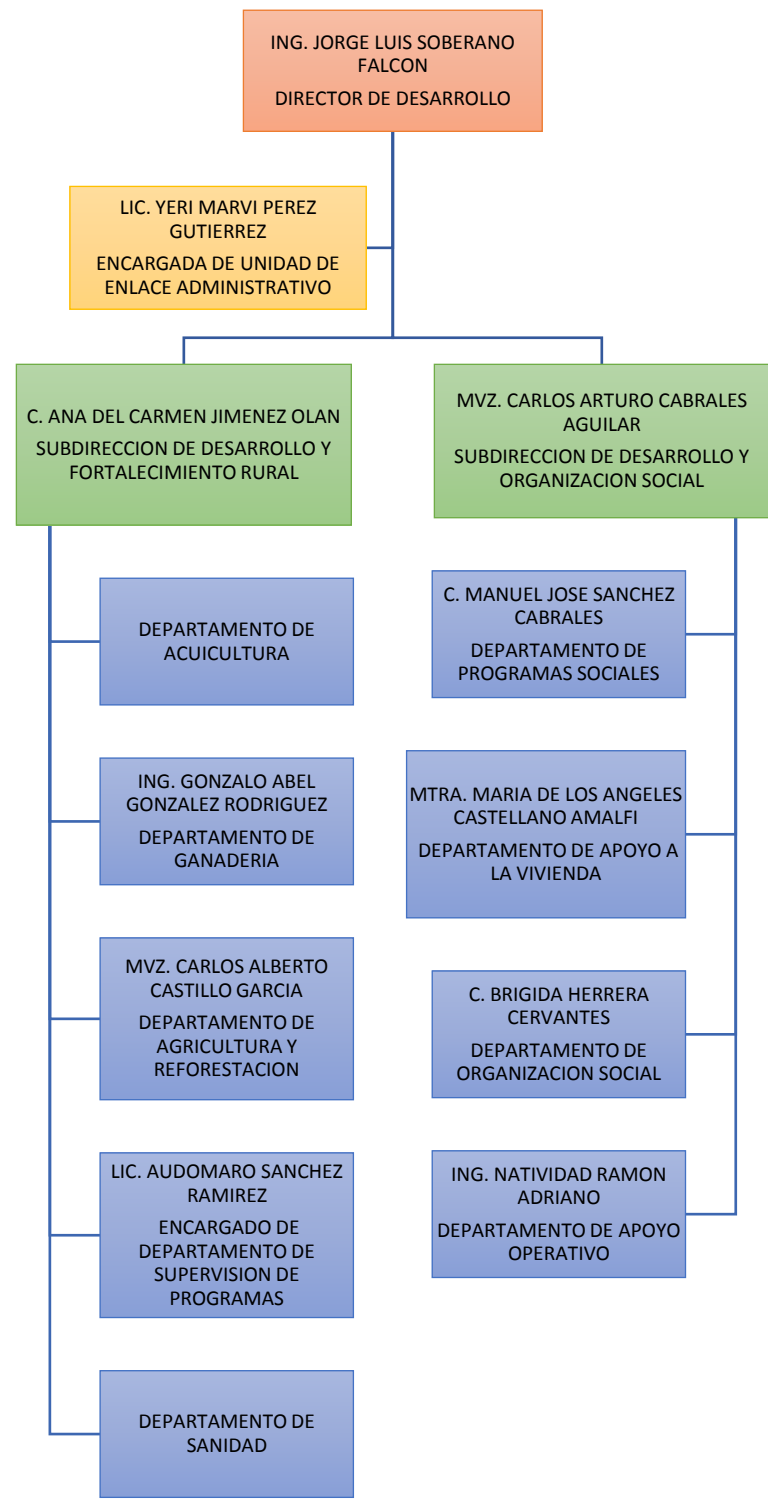 ING. JORGE LUIS SOBERANO
FALCON
DIRECTOR DE DESARROLLO
LIC. YERI MARVI PEREZ
GUTIERREZ
ENCARGADA DE UNIDAD DE
ENLACE ADMINISTRATIVO
C. ANA DEL CARMEN JIMENEZ OLAN
SUBDIRECCION DE DESARROLLO Y
FORTALECIMIENTO RURAL
DEPARTAMENTO DE
ACUICULTURA
ING. GONZALO ABEL
GONZALEZ RODRIGUEZ
DEPARTAMENTO DE
GANADERIA
MVZ. CARLOS ALBERTO
CASTILLO GARCIA
DEPARTAMENTO DE
AGRICULTURA Y
REFORESTACION
LIC. AUDOMARO SANCHEZ
RAMIREZ
ENCARGADO DE
DEPARTAMENTO DE
SUPERVISION DE
PROGRAMAS
DEPARTAMENTO DE
SANIDAD
MVZ. CARLOS ARTURO CABRALES
AGUILAR
SUBDIRECCION DE DESARROLLO Y
ORGANIZACION SOCIAL
C. MANUEL JOSE SANCHEZ
CABRALES
DEPARTAMENTO DE
PROGRAMAS SOCIALES
MTRA. MARIA DE LOS ANGELES
CASTELLANO AMALFI
DEPARTAMENTO DE APOYO A
LA VIVIENDA
C. BRIGIDA HERRERA
CERVANTES
DEPARTAMENTO DE
ORGANIZACION SOCIAL
ING. NATIVIDAD RAMON
ADRIANO
DEPARTAMENTO DE APOYO
OPERATIVO